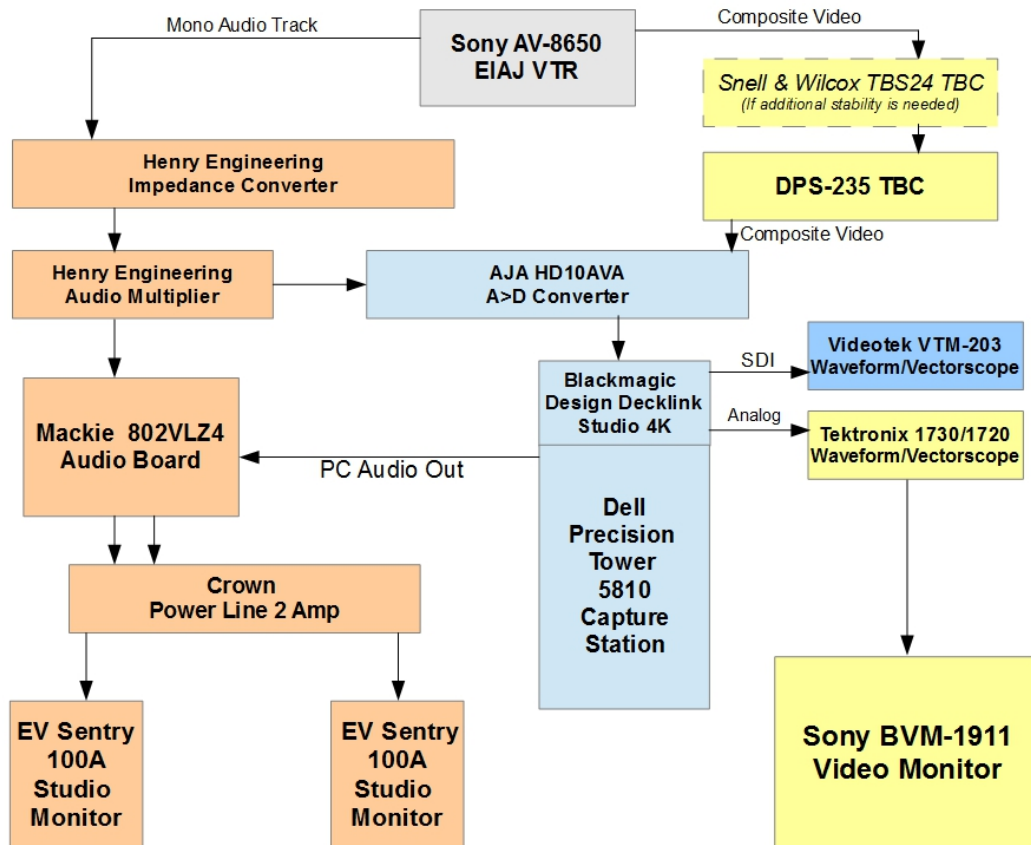 Mono Audio Track
Composite Video
Sony AV-8650
EIAJ VTR
Snell & Wilcox TBS24 TBC
(If additional stability is needed)
Henry Engineering
Impedance Converter
DPS-235 TBC
Composite Video
Henry Engineering
Audio Multiplier
AJA HD10AVA
A>D Converter
Blackmagic
Design Decklink
Studio 4K
SDI
Videotek VTM-203
Waveform/Vectorscope
Analog
Tektronix 1730/1720
Waveform/Vectorscope
Mackie 802VLZ4
Audio Board
PC Audio Out
Dell
Precision
Tower
5810
Capture
Station
Crown
Power Line 2 Amp
EV Sentry
100A
Studio
Monitor
EV Sentry
100A
Studio
Monitor
Sony BVM-1911
Video Monitor